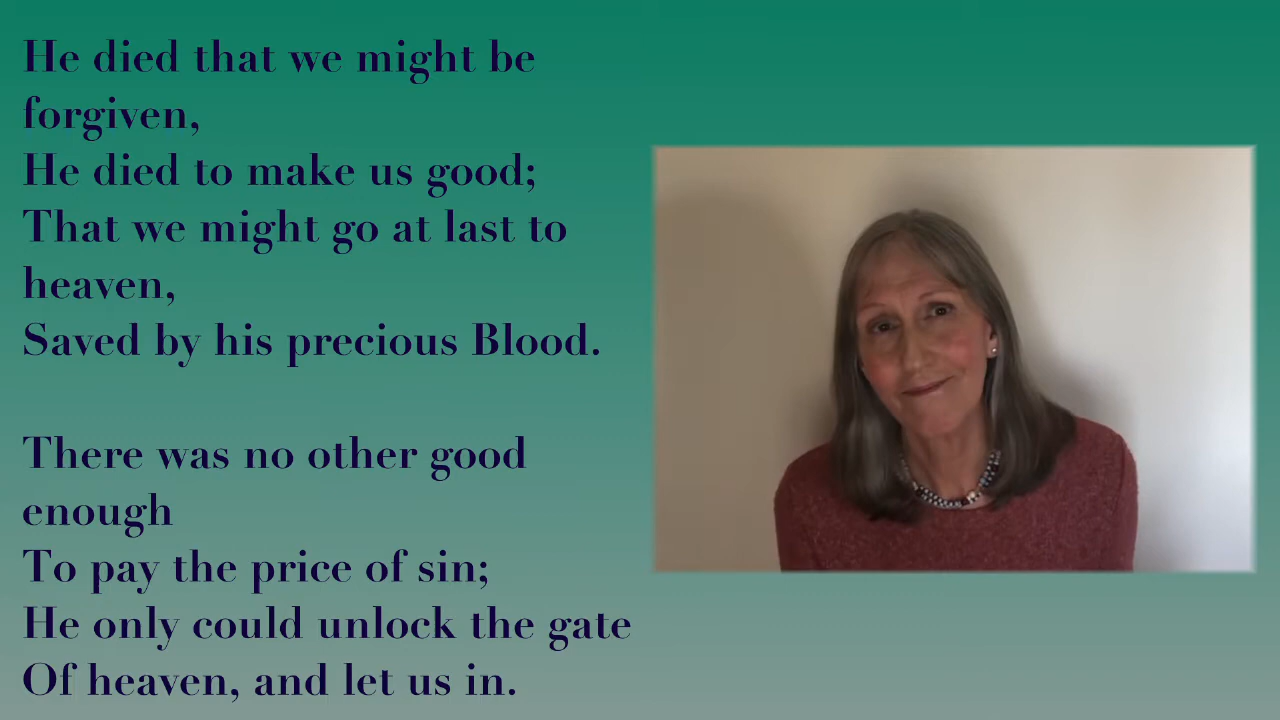 He died that we might be
forgiven,
He died to make us good;
That we might go at last to
heaven,
Saved by his precious Blood.
There was no other good
enough
To pay the price of sin;
He only could unlock the gate
Of heaven, and let us in.